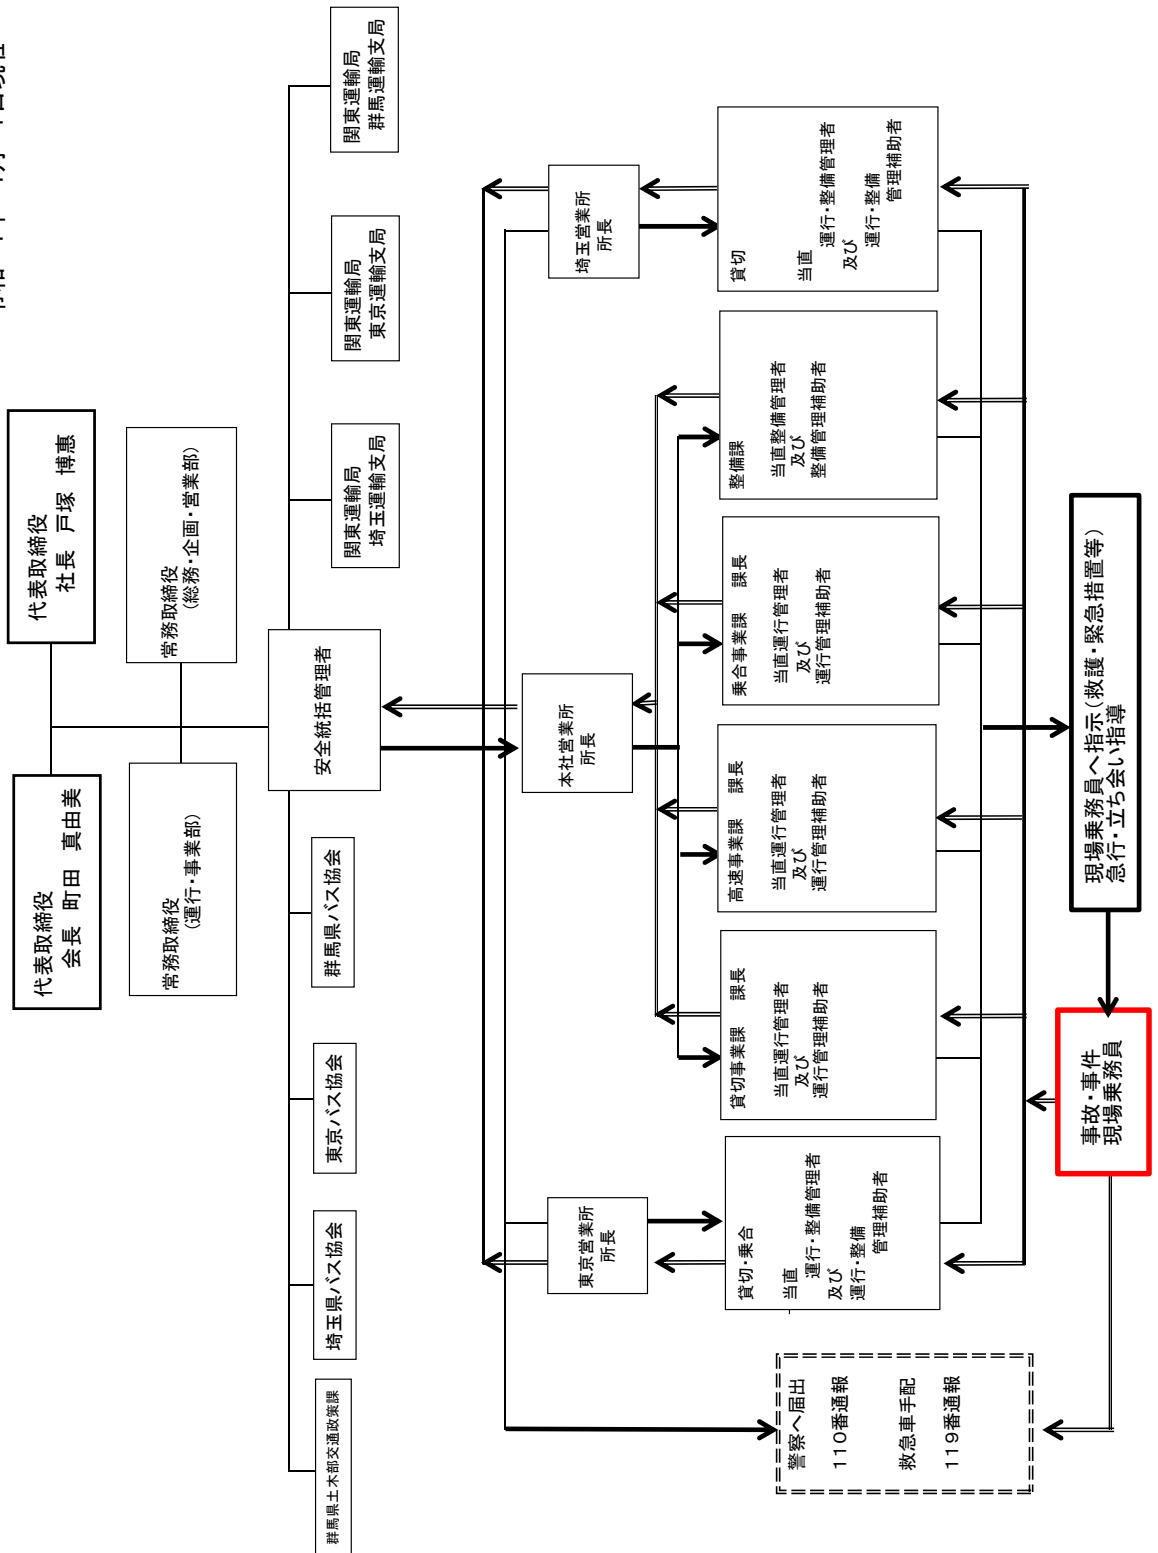 代表取締役
会長 町田 真由美
代表取締役
社長 戸塚 博惠
常務取締役
(運行・事業部)
常務取締役
(総務・企画・営業部)
安全統括管理者
群馬県土木部交通政策課
埼玉県バス協会
東京バス協会
群馬県バス協会
関東運輸局
埼玉運輸支局
関東運輸局
東京運輸支局
関東運輸局
群馬運輸支局
東京営業所
所長
本社営業所
所長
埼玉営業所
所長
警察へ届出
110番通報
救急車手配
119番通報
貸切・乗合
当直
運行・整備管理者
及び
運行・整備
管理補助者
貸切事業課 課長
当直運行管理者
及び
運行管理補助者
高速事業課 課長
当直運行管理者
及び
運行管理補助者
乗合事業課 課長
当直運行管理者
及び
運行管理補助者
整備課
当直整備管理者
及び
整備管理補助者
貸切
当直
運行・整備管理者
及び
運行・整備
管理補助者
事故・事件
現場乗務員
現場乗務員へ指示(救護・緊急措置等)
急行・立ち会い指導